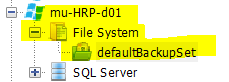 mu-HRP-d01
File System
defaultBackupSet
SQL Server